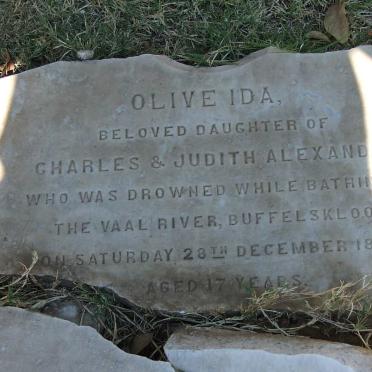 OLIVE IDA,
BELOVED DAUGHTER OF
CHARLES & JUDITH ALEXAND
WHO WAS DROWNED WHILE BATHI
THE VAAL RIVER, BUFFELSKLOO
ON SATURDAY 28TH DECEMBER 18
AGED 17 YEARS.